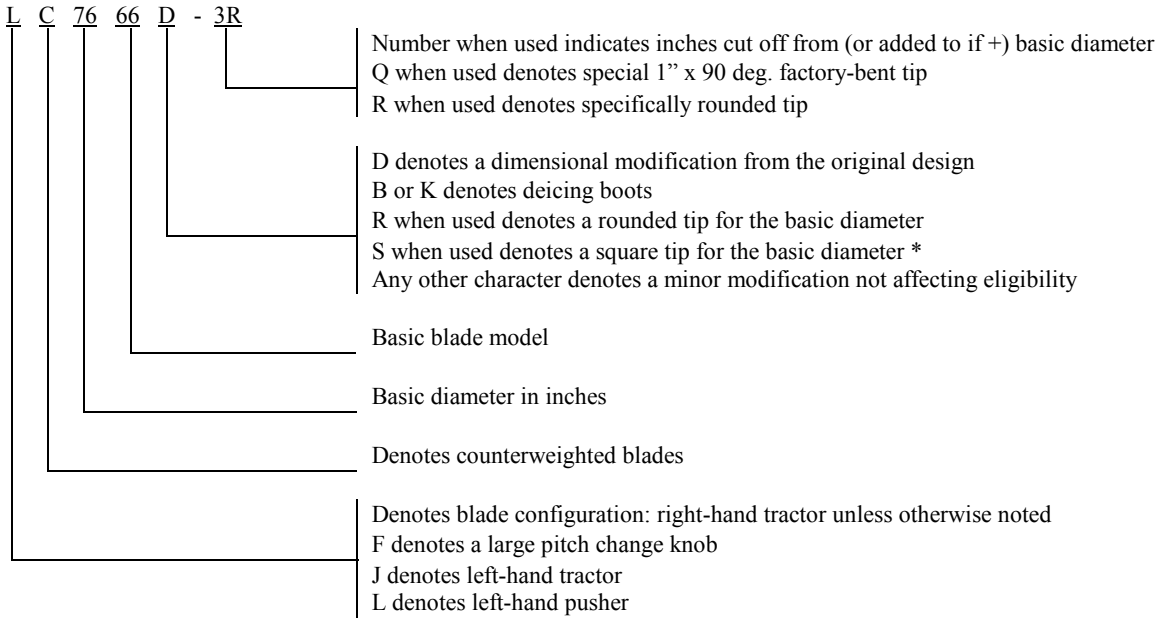 L C 76 66 D - 3R
Number when used indicates inches cut off from (or added to if +) basic diameter
Q when used denotes special 1” x 90 deg. factory-bent tip
R when used denotes specifically rounded tip
D denotes a dimensional modification from the original design
B or K denotes deicing boots
R when used denotes a rounded tip for the basic diameter
S when used denotes a square tip for the basic diameter *
Any other character denotes a minor modification not affecting eligibility
Basic blade model
Basic diameter in inches
Denotes counterweighted blades
Denotes blade configuration: right-hand tractor unless otherwise noted
F denotes a large pitch change knob
J denotes left-hand tractor
L denotes left-hand pusher